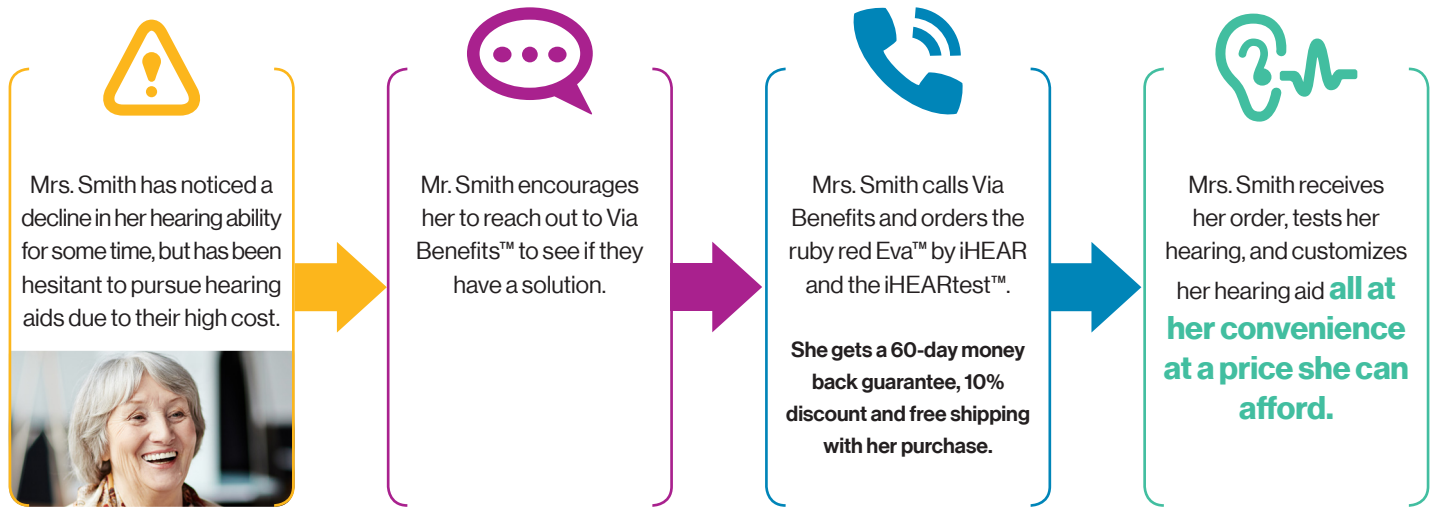 Mrs. Smith has noticed a
decline in her hearing ability
for some time, but has been
hesitant to pursue hearing
aids due to their high cost.
Mr. Smith encourages
her to reach out to Via
Benefits™ to see if they
have a solution.
Mrs. Smith calls Via
Benefits and orders the
ruby red Eva™ by iHEAR
and the iHEARtest™.
She gets a 60-day money
back guarantee, 10%
discount and free shipping
with her purchase.
Mrs. Smith receives
her order, tests her
hearing, and customizes
her hearing aid all at
her convenience
at a price she can
afford.